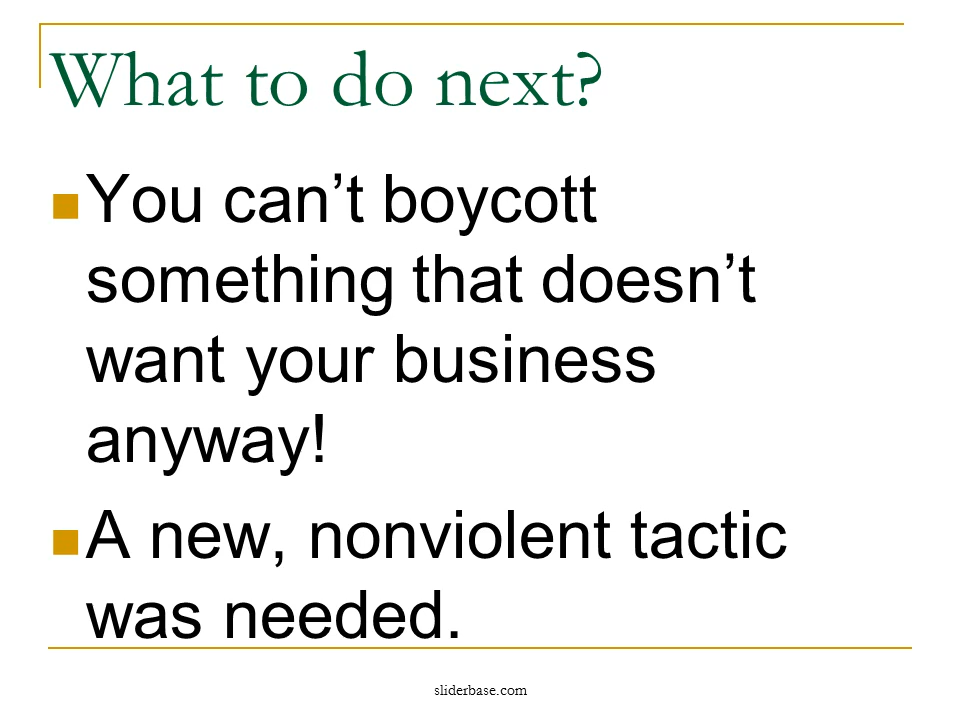 What to do next?
You can’t boycott
something that doesn’t
want your business
anyway!
A new, nonviolent tactic
was needed.
sliderbase.com